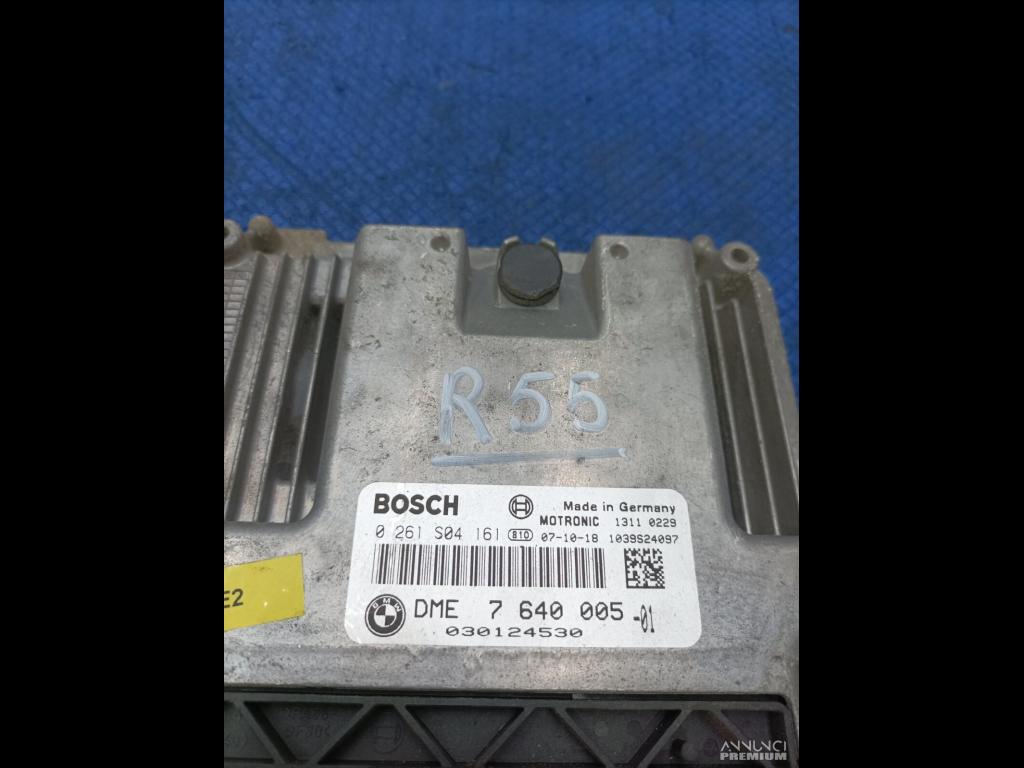 R55
BOSCH Made in Germany
MOTRONIC 1311 0229
0 261 S04 161 810 07-10-18 1039S24097
BMW DME 7 640 005-01
030124530
E2
ANNUNCI
PREMIUM